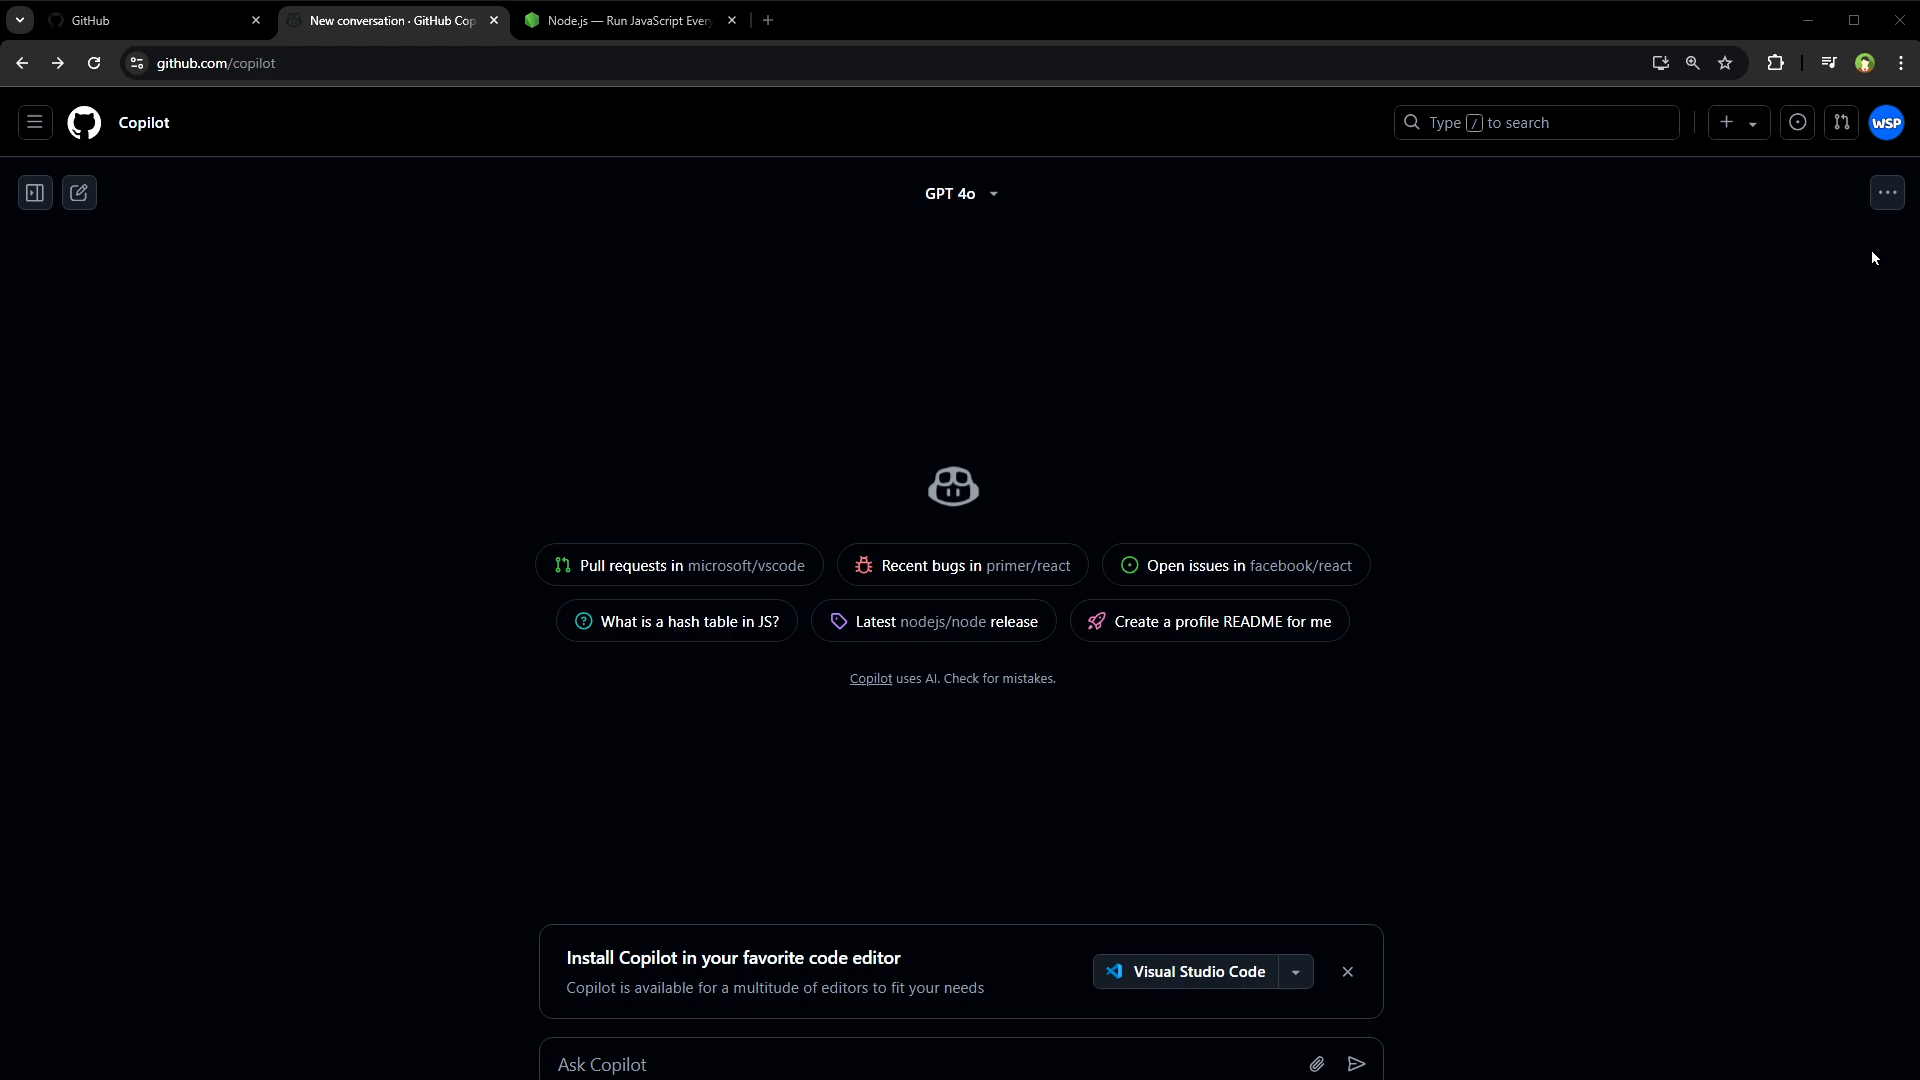 GitHub
New conversation · GitHub Cop
Node.js — Run JavaScript Every
github.com/copilot
Copilot
Type / to search
WSP
GPT 4o
Pull requests in microsoft/vscode
Recent bugs in primer/react
Open issues in facebook/react
What is a hash table in JS?
Latest nodejs/node release
Create a profile README for me
Copilot uses AI. Check for mistakes.
Install Copilot in your favorite code editor
Copilot is available for a multitude of editors to fit your needs
Visual Studio Code
Ask Copilot